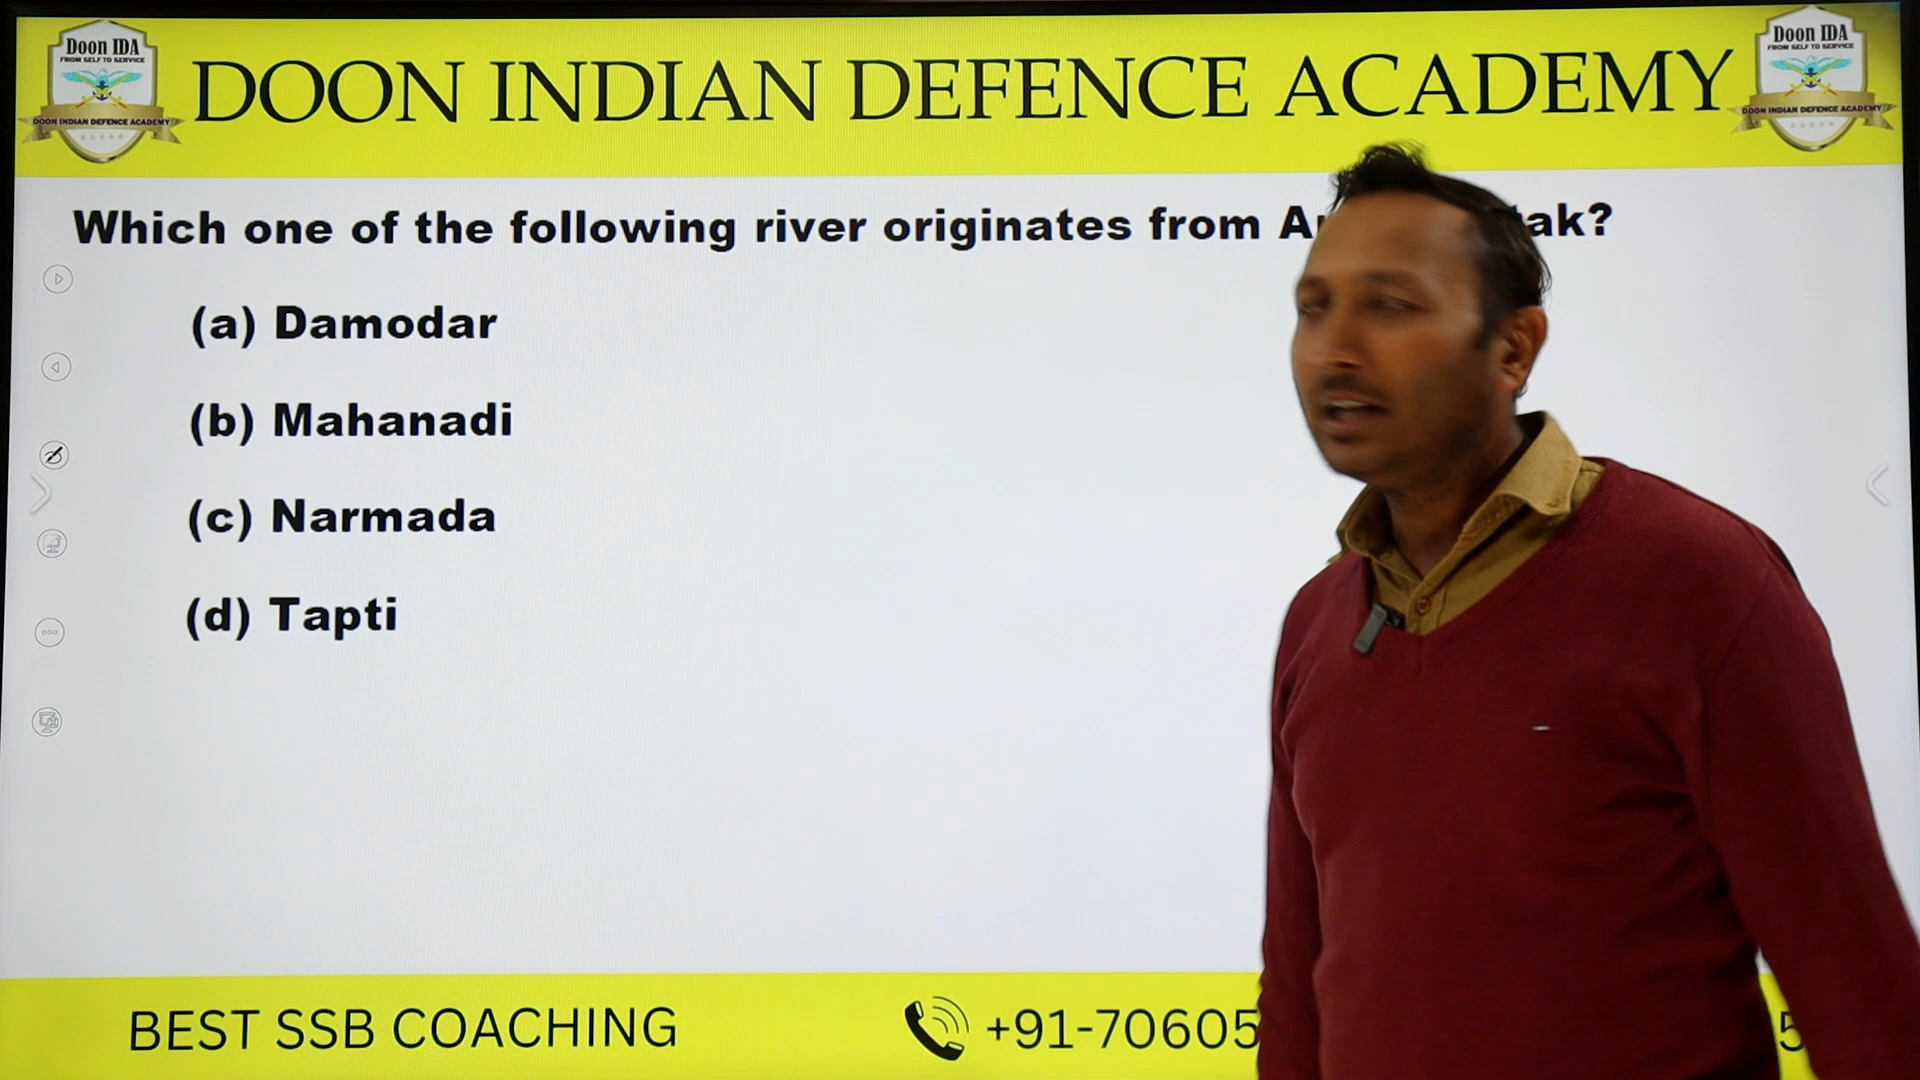 Doon IDA
FROM SELF TO SERVICE
DOON INDIAN DEFENCE ACADEMY
DOON INDIAN DEFENCE ACADEMY
Doon IDA
FROM SELF TO SERVICE
DOON INDIAN DEFENCE ACADEMY
Which one of the following river originates from A tak?
(a) Damodar
(b) Mahanadi
(c) Narmada
(d) Tapti
BEST SSB COACHING
+91-70605 5